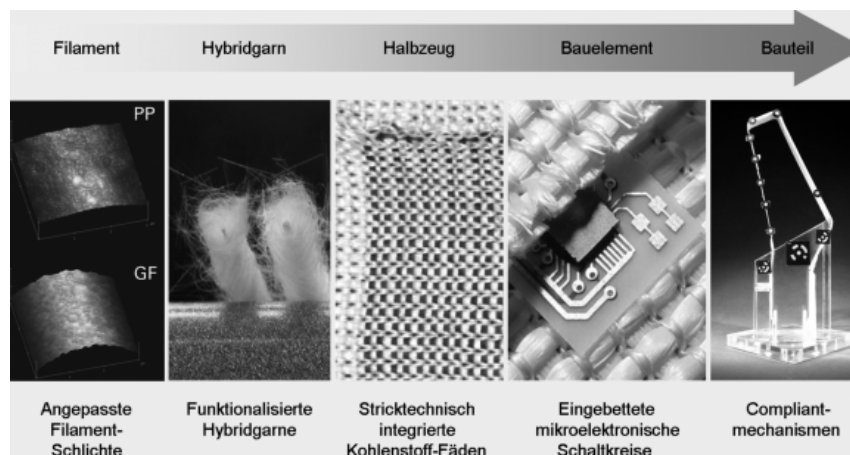 Filament
Hybridgarn
Halbzeug
Bauelement
Bauteil
PP
GF
Angepasste
Filament-
Schlichte
Funktionalisierte
Hybridgarne
Stricktechnisch
integrierte
Kohlenstoff-Fäden
Eingebettete
mikroelektronische
Schaltkreise
Compliant-
mechanismen